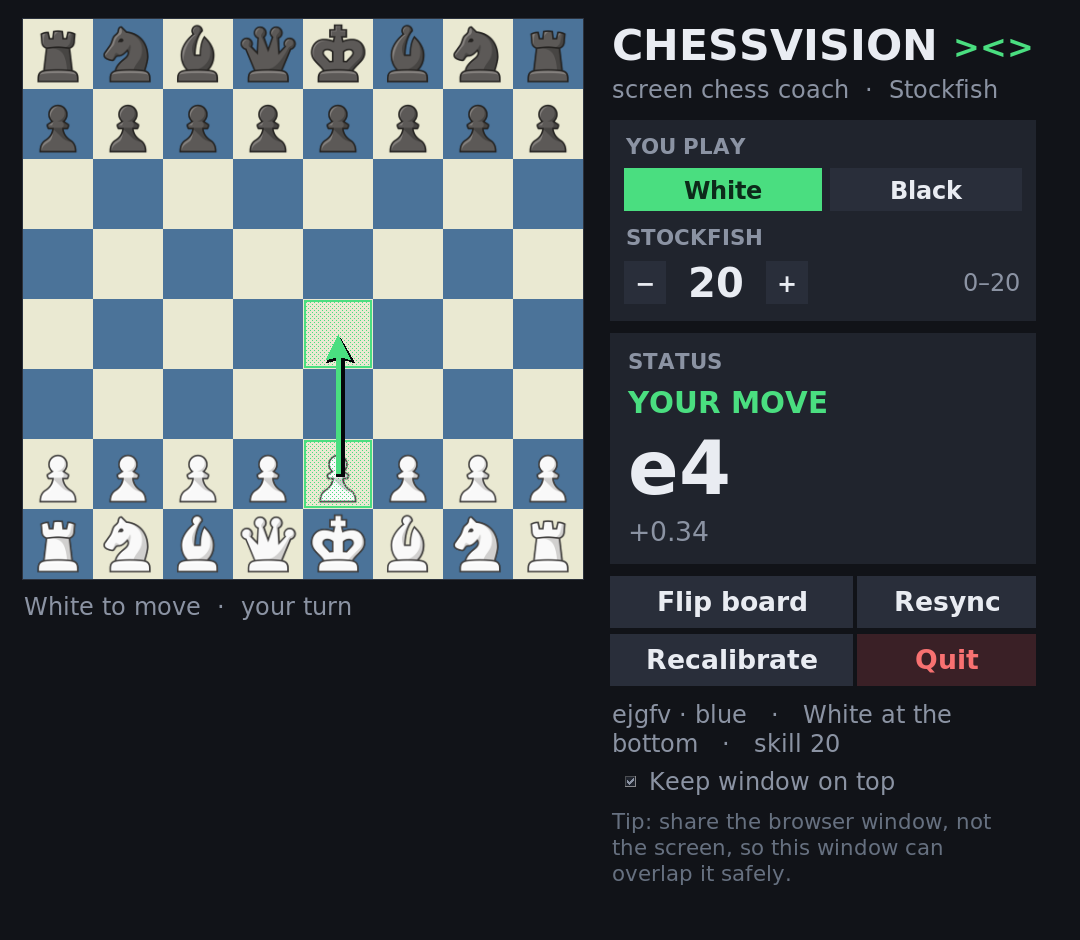 CHESSVISION ><>
screen chess coach · Stockfish
YOU PLAY
White
Black
STOCKFISH
−
20
+
0–20
STATUS
YOUR MOVE
e4
+0.34
White to move · your turn
Flip board
Resync
Recalibrate
Quit
ejgfv · blue · White at the
bottom · skill 20
Keep window on top
Tip: share the browser window, not
the screen, so this window can
overlap it safely.